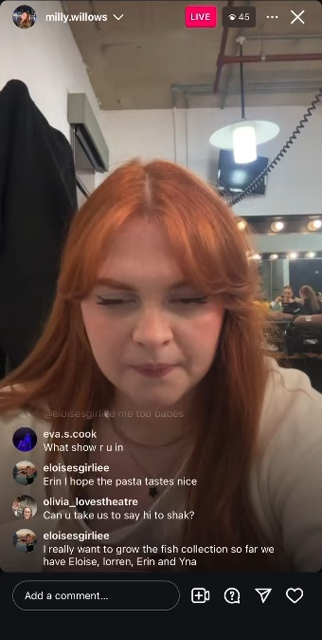 milly.willows
LIVE
45
@eloisesgirliee me too babes
eva.s.cook
What show r u in
eloisesgirliee
Erin I hope the pasta tastes nice
olivia_lovestheatre
Can u take us to say hi to shak?
eloisesgirliee
I really want to grow the fish collection so far we
have Eloise, lorren, Erin and Yna
Add a comment...